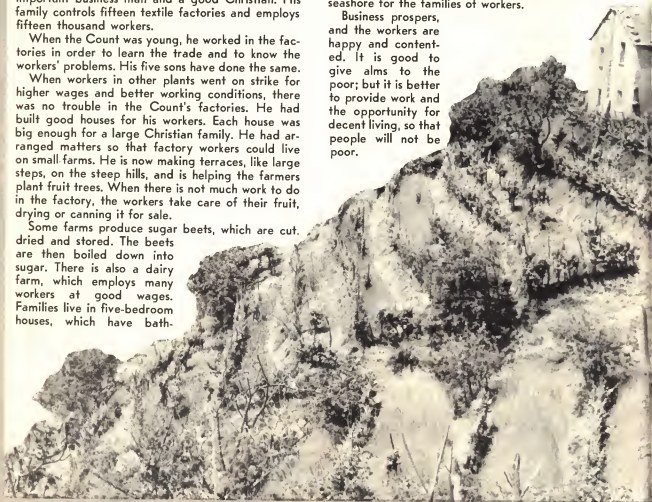 important business man and a good Christian. His
family controls fifteen textile factories and employs
fifteen thousand workers.
When the Count was young, he worked in the fac-
tories in order to learn the trade and to know the
workers' problems. His five sons have done the same.
When workers in other plants went on strike for
higher wages and better working conditions, there
was no trouble in the Count's factories. He had
built good houses for his workers. Each house was
big enough for a large Christian family. He had ar-
ranged matters so that factory workers could live
on small farms. He is now making terraces, like large
steps, on the steep hills, and is helping the farmers
plant fruit trees. When there is not much work to do
in the factory, the workers take care of their fruit,
drying or canning it for sale.
Some farms produce sugar beets, which are cut.
dried and stored. The beets
are then boiled down into
sugar. There is also a dairy
farm, which employs many
workers at good wages.
Families live in five-bedroom
houses, which have bath-
seashore for the families of workers.
Business prospers,
and the workers are
happy and content-
ed. It is good to
give alms to the
poor; but it is better
to provide work and
the opportunity for
decent living, so that
people will not be
poor.